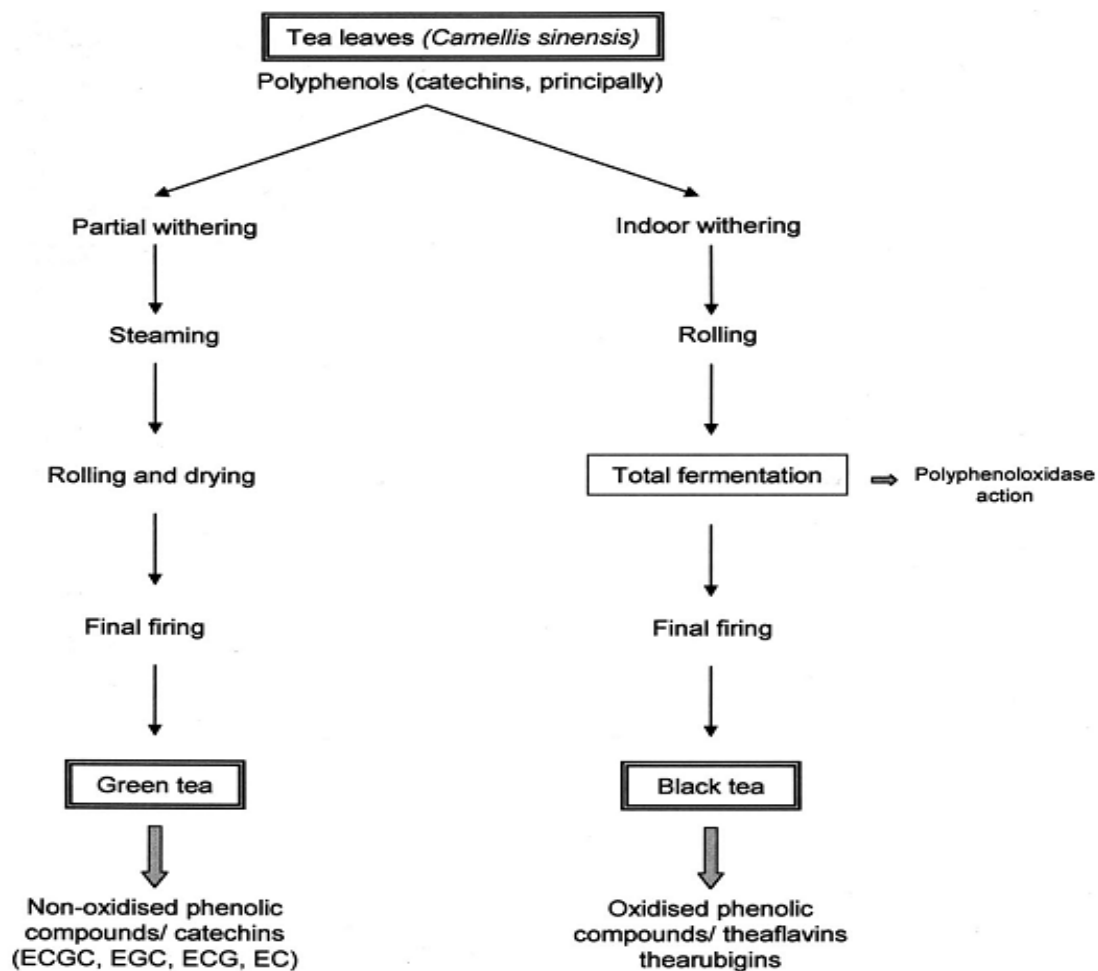 Tea leaves (Camellis sinensis)
Polyphenols (catechins, principally)
Partial withering
Indoor withering
Steaming
Rolling
Rolling and drying
Total fermentation
Polyphenoloxidase
action
Final firing
Final firing
Green tea
Black tea
Non-oxidised phenolic
compounds/ catechins
(ECGC, EGC, ECG, EC)
Oxidised phenolic
compounds/ theaflavins
thearubigins